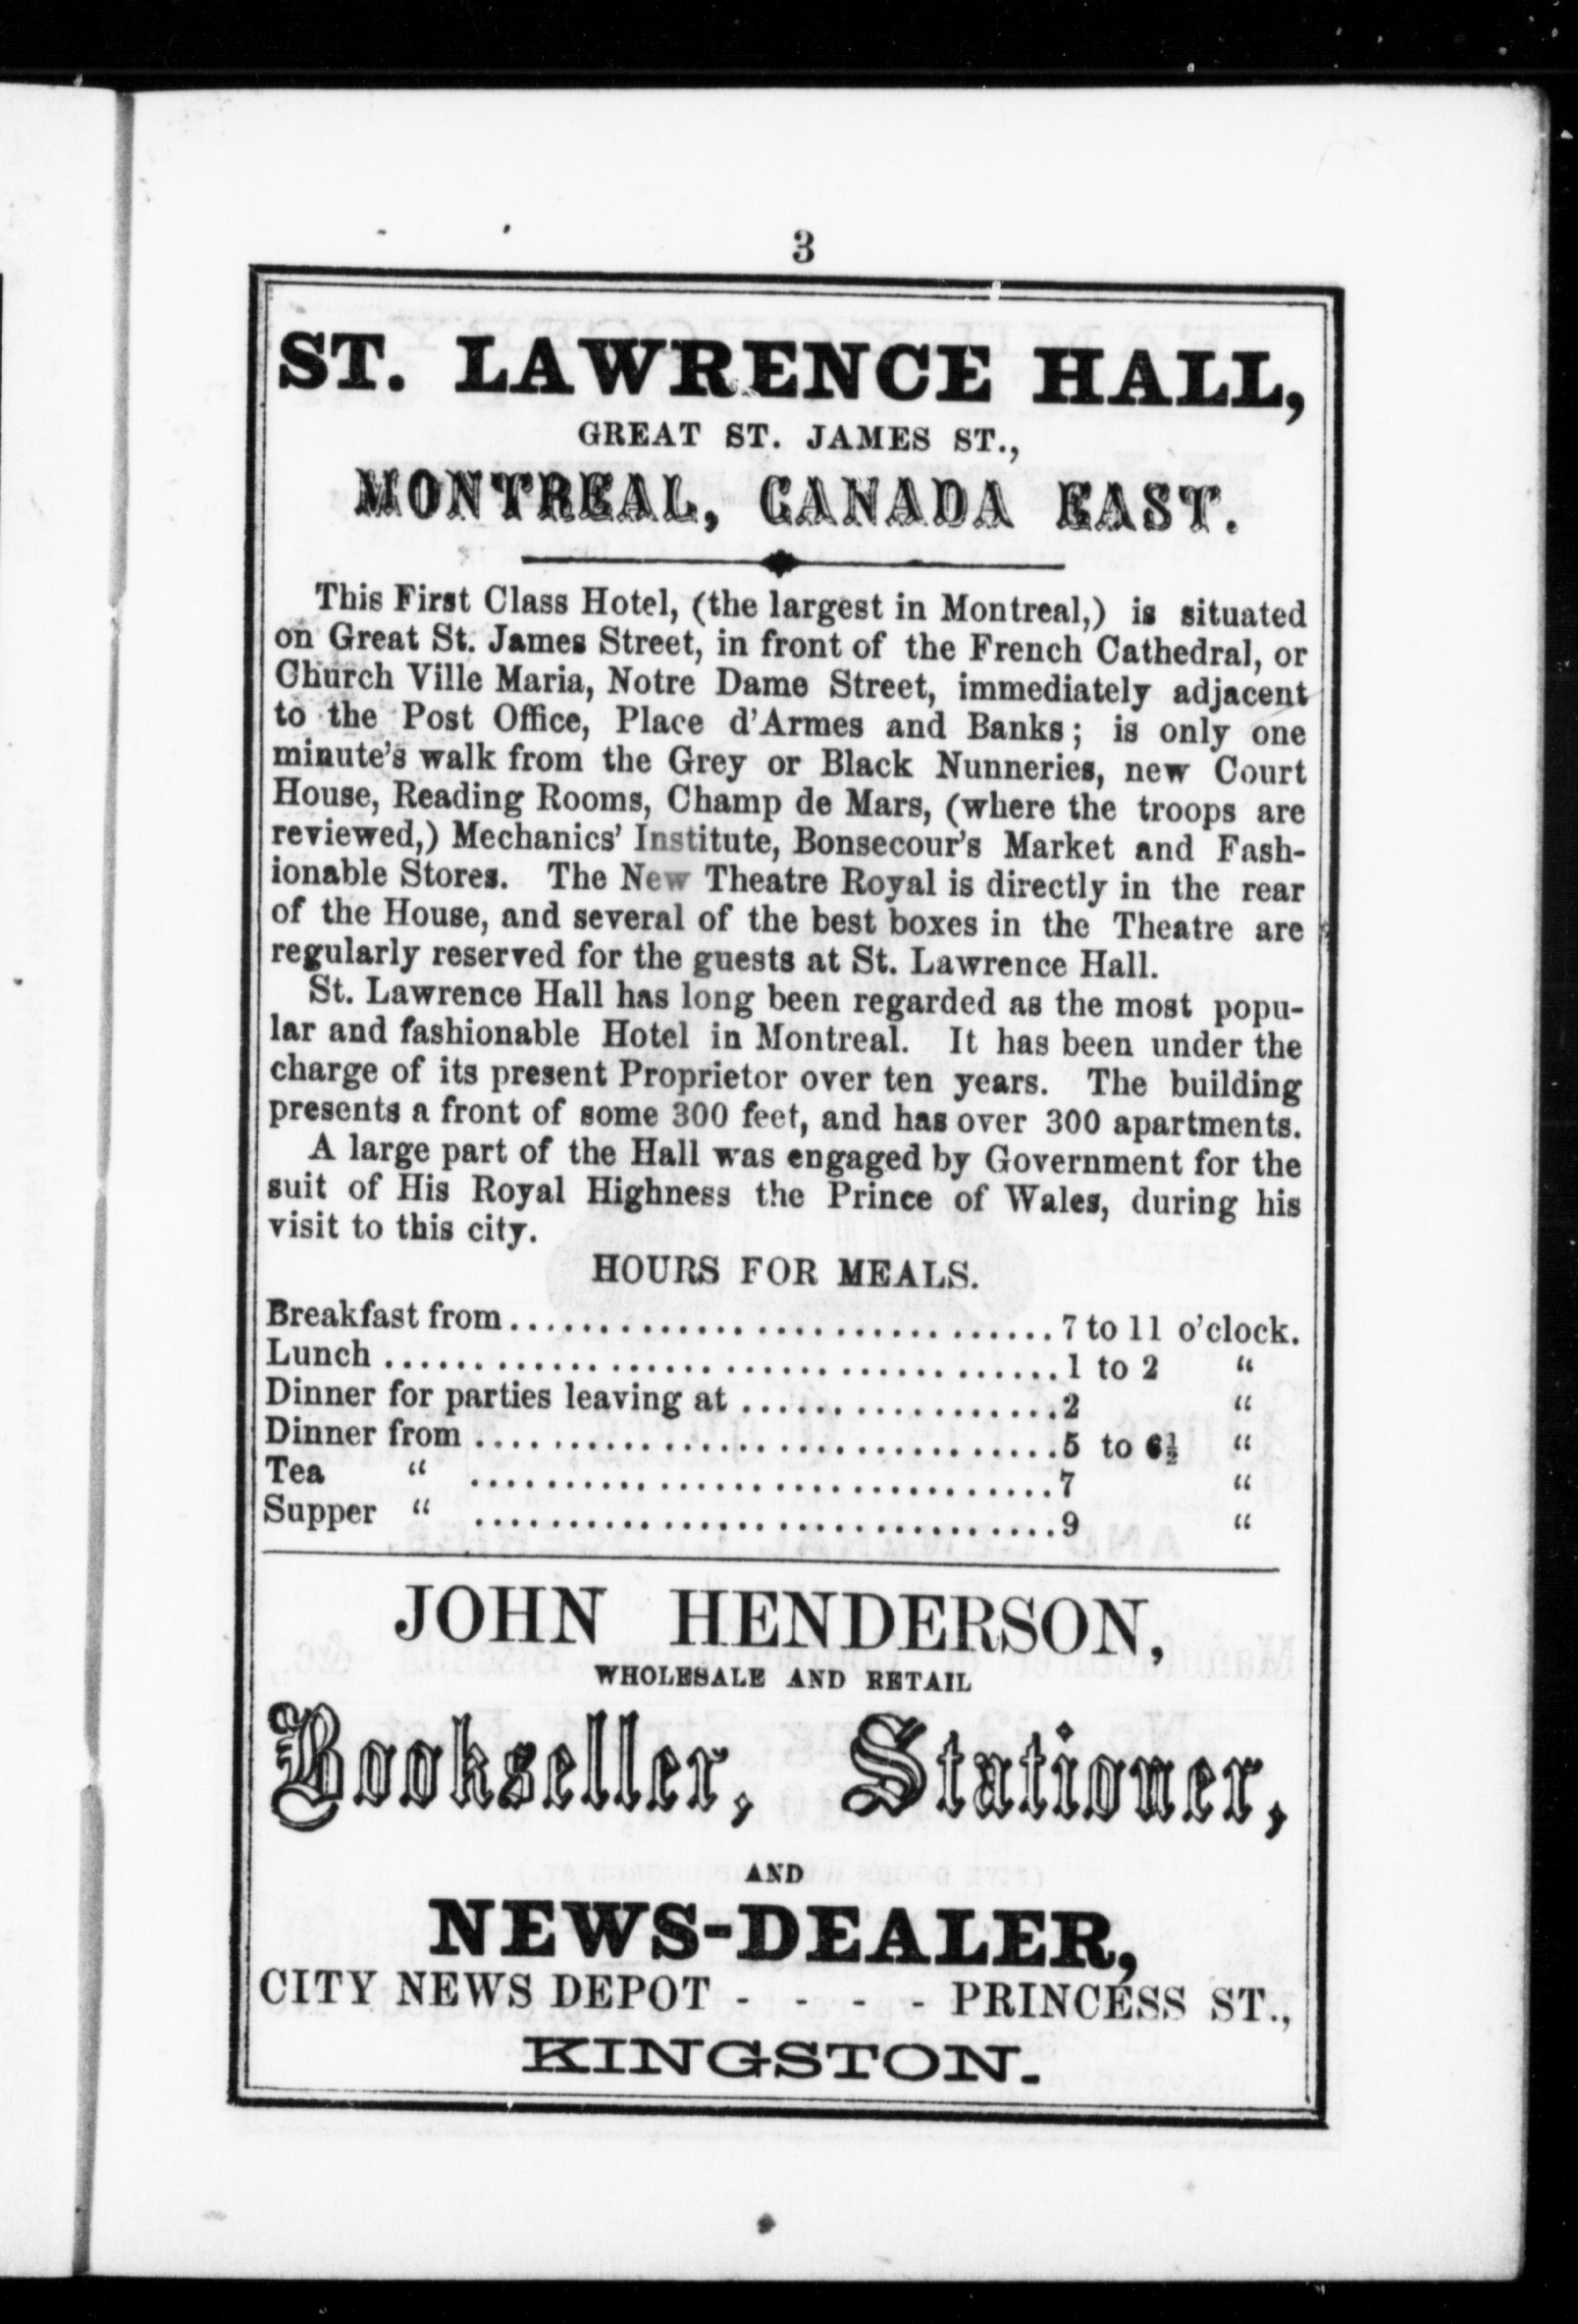 3
ST. LAWRENCE HALL,
GREAT ST. JAMES ST.,
MONTREAL, CANADA EAST.
This First Class Hotel, (the largest in Montreal,) is situated
on Great St. James Street, in front of the French Cathedral, or
Church Ville Maria, Notre Dame Street, immediately adjacent
to the Post Office, Place d'Armes and Banks; is only one
minute's walk from the Grey or Black Nunneries, new Court
House, Reading Rooms, Champ de Mars, (where the troops are
reviewed,) Mechanics' Institute, Bonsecour's Market and Fash-
ionable Stores. The New Theatre Royal is directly in the rear
of the House, and several of the best boxes in the Theatre are
regularly reserved for the guests at St. Lawrence Hall.
St. Lawrence Hall has long been regarded as the most popu-
lar and fashionable Hotel in Montreal. It has been under the
charge of its present Proprietor over ten years. The building
presents a front of some 300 feet, and has over 300 apartments.
A large part of the Hall was engaged by Government for the
suit of His Royal Highness the Prince of Wales, during his
visit to this city.
HOURS FOR MEALS.
Breakfast from..............................7 to 11 o'clock.
Lunch ......................................1 to 2 "
Dinner for parties leaving at ..................2 "
Dinner from .................................5 to 6½ "
Tea " .................................7 "
Supper " .................................9 "
JOHN HENDERSON,
WHOLESALE AND RETAIL
Bookseller, Stationer,
AND
NEWS-DEALER,
CITY NEWS DEPOT - - - - PRINCESS ST.,
KINGSTON.